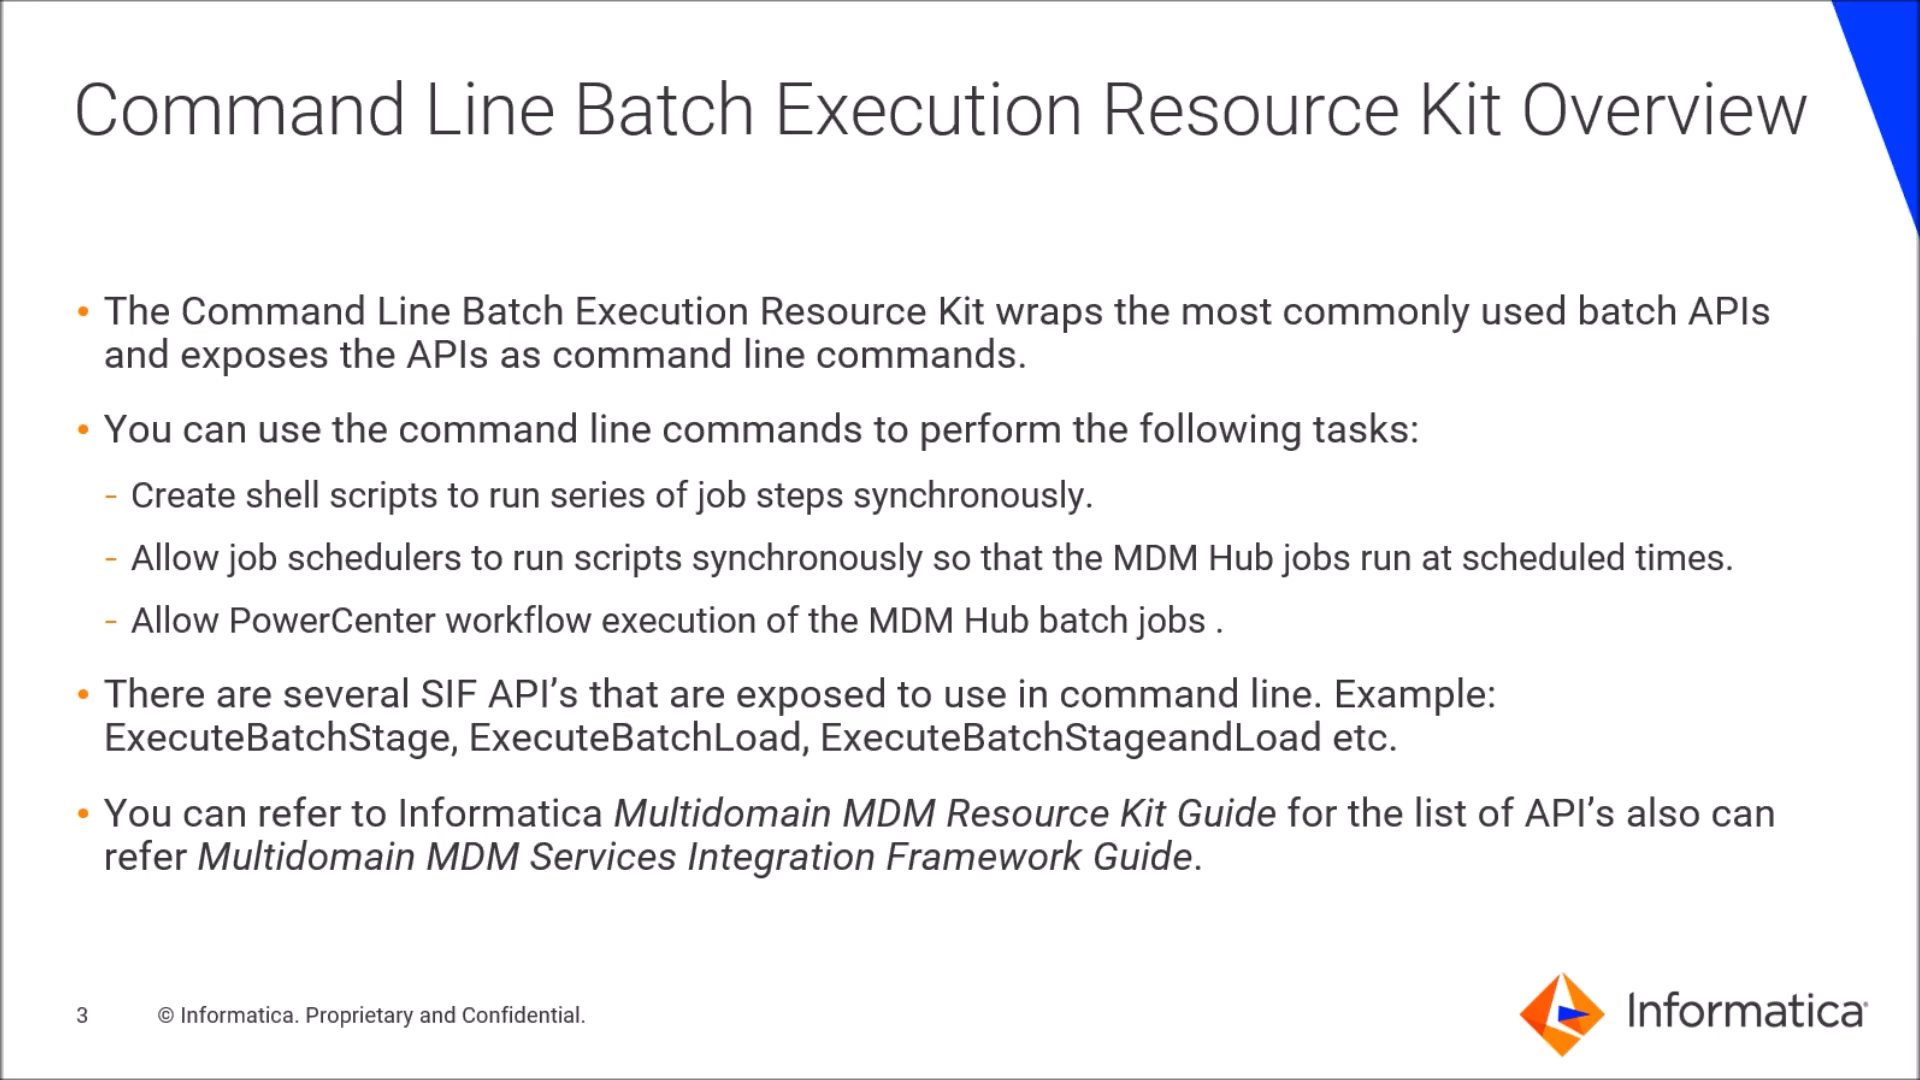 Command Line Batch Execution Resource Kit Overview
• The Command Line Batch Execution Resource Kit wraps the most commonly used batch APIs
and exposes the APIs as command line commands.
• You can use the command line commands to perform the following tasks:
- Create shell scripts to run series of job steps synchronously.
- Allow job schedulers to run scripts synchronously so that the MDM Hub jobs run at scheduled times.
- Allow PowerCenter workflow execution of the MDM Hub batch jobs .
• There are several SIF API’s that are exposed to use in command line. Example:
ExecuteBatchStage, ExecuteBatchLoad, ExecuteBatchStageandLoad etc.
• You can refer to Informatica Multidomain MDM Resource Kit Guide for the list of API’s also can
refer Multidomain MDM Services Integration Framework Guide.
3 © Informatica. Proprietary and Confidential.
Informatica